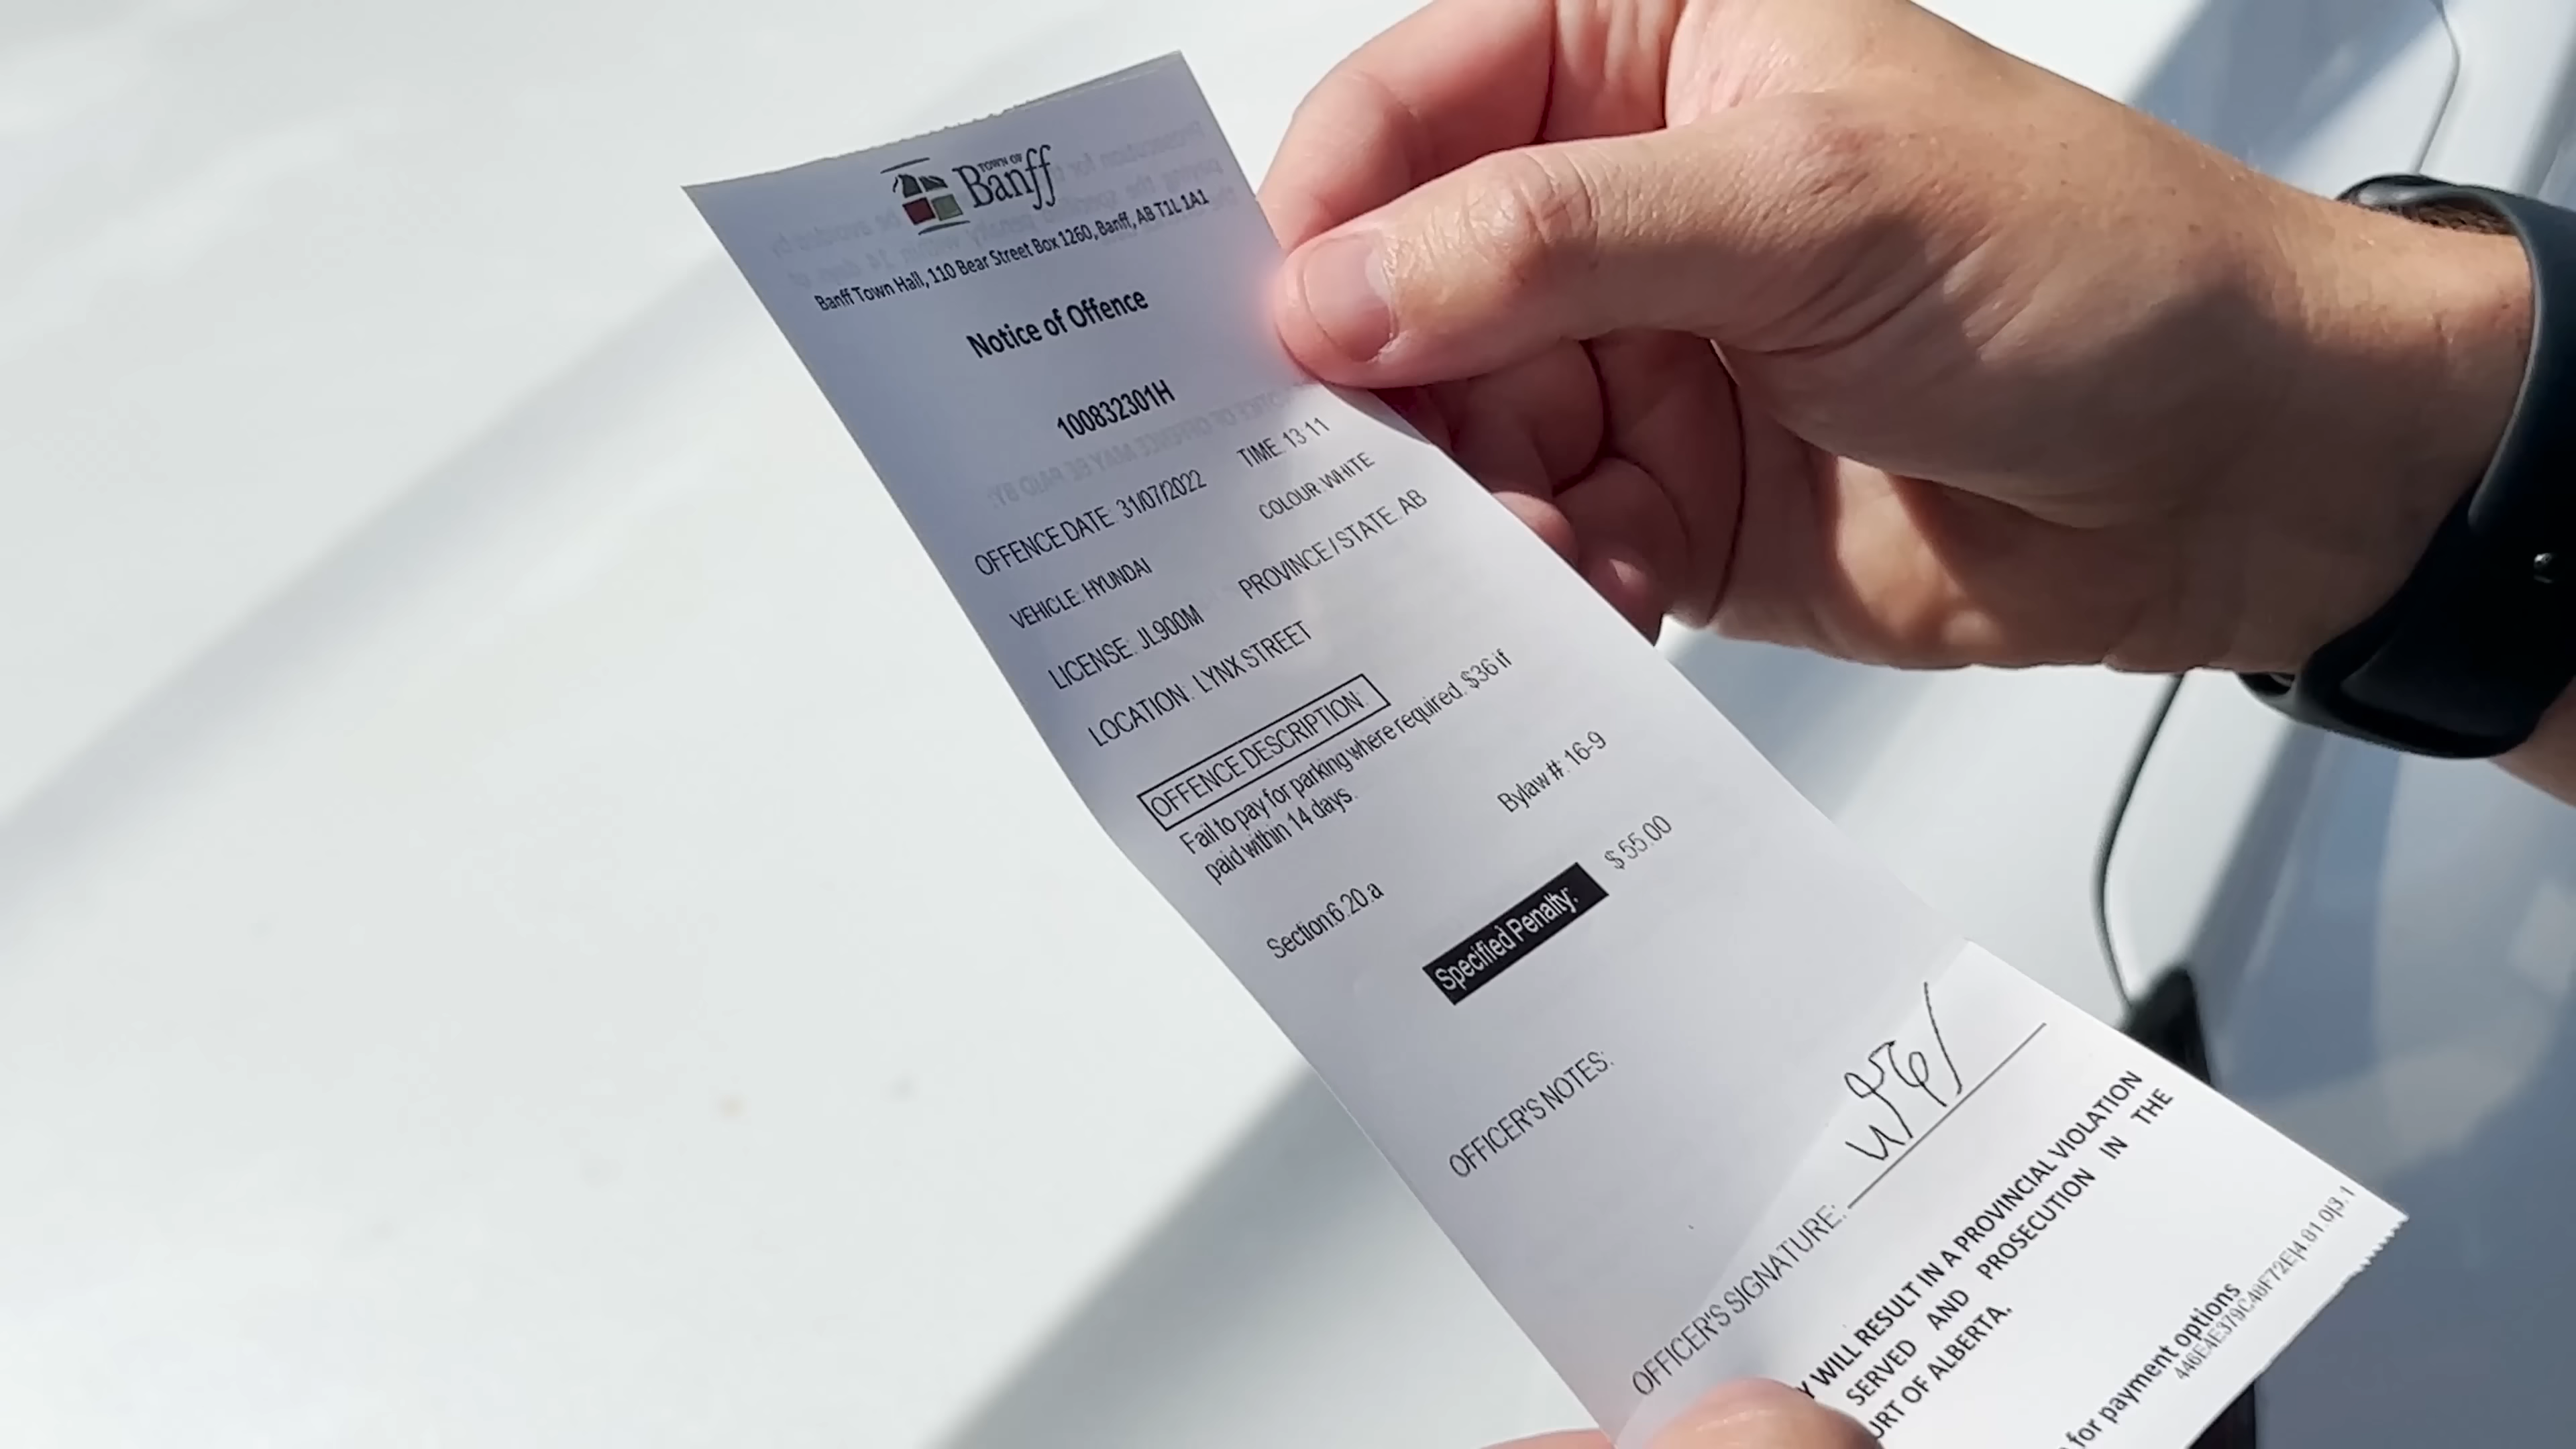 TOWN OF
Banff
Banff Town Hall, 110 Bear Street Box 1260, Banff, AB T1L 1A1
Notice of Offence
100832301H
OFFENCE DATE: 31/07/2022 TIME: 13:11
VEHICLE: HYUNDAI COLOUR: WHITE
LICENSE: JL900M PROVINCE / STATE: AB
LOCATION: LYNX STREET
OFFENCE DESCRIPTION:
Fail to pay for parking where required. $36 if
paid within 14 days.
Section:6.20.a Bylaw #: 16-9
Specified Penalty: $ 55.00
OFFICER'S NOTES:
OFFICER'S SIGNATURE:
WILL RESULT IN A PROVINCIAL VIOLATION
SERVED AND PROSECUTION IN THE
OF ALBERTA.
for payment options